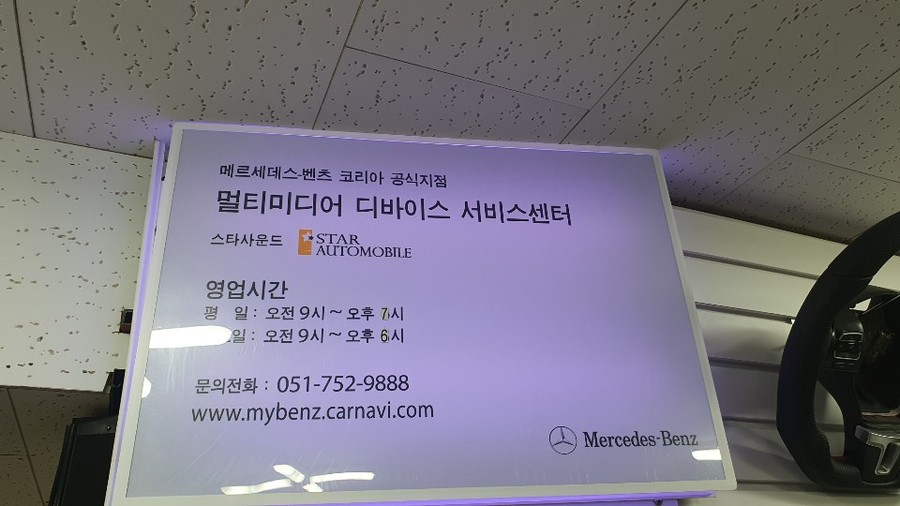 메르세데스-벤츠 코리아 공식지점
멀티미디어 디바이스 서비스센터
스타사운드 STAR AUTOMOBILE
영업시간
평 일 : 오전 9시 ~ 오후 7시
일 : 오전 9시 ~ 오후 6시
문의전화 : 051-752-9888
www.mybenz.carnavi.com
Mercedes-Benz